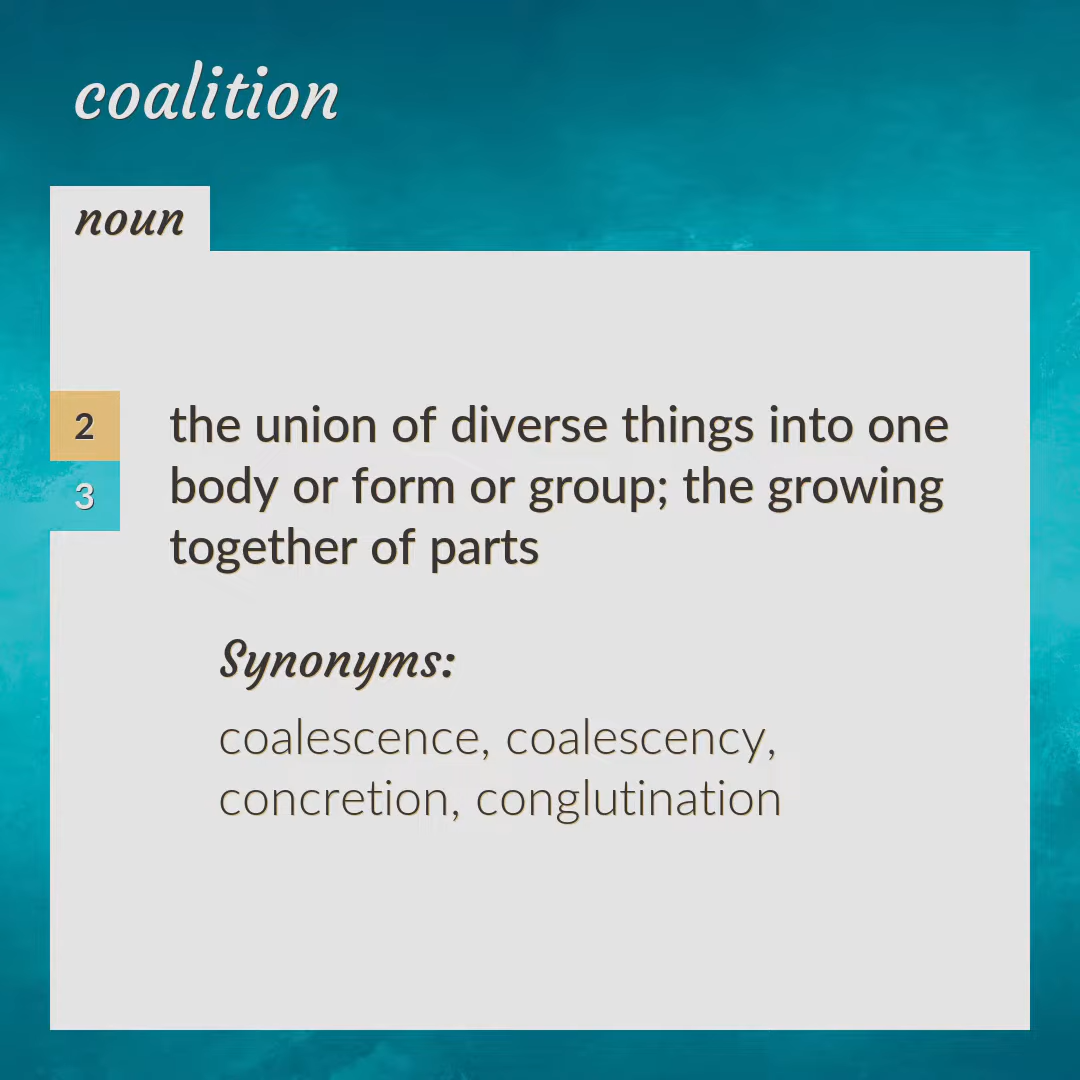 coalition
noun
2
the union of diverse things into one
body or form or group; the growing
3
together of parts
Synonyms:
coalescence, coalescency,
concretion, conglutination